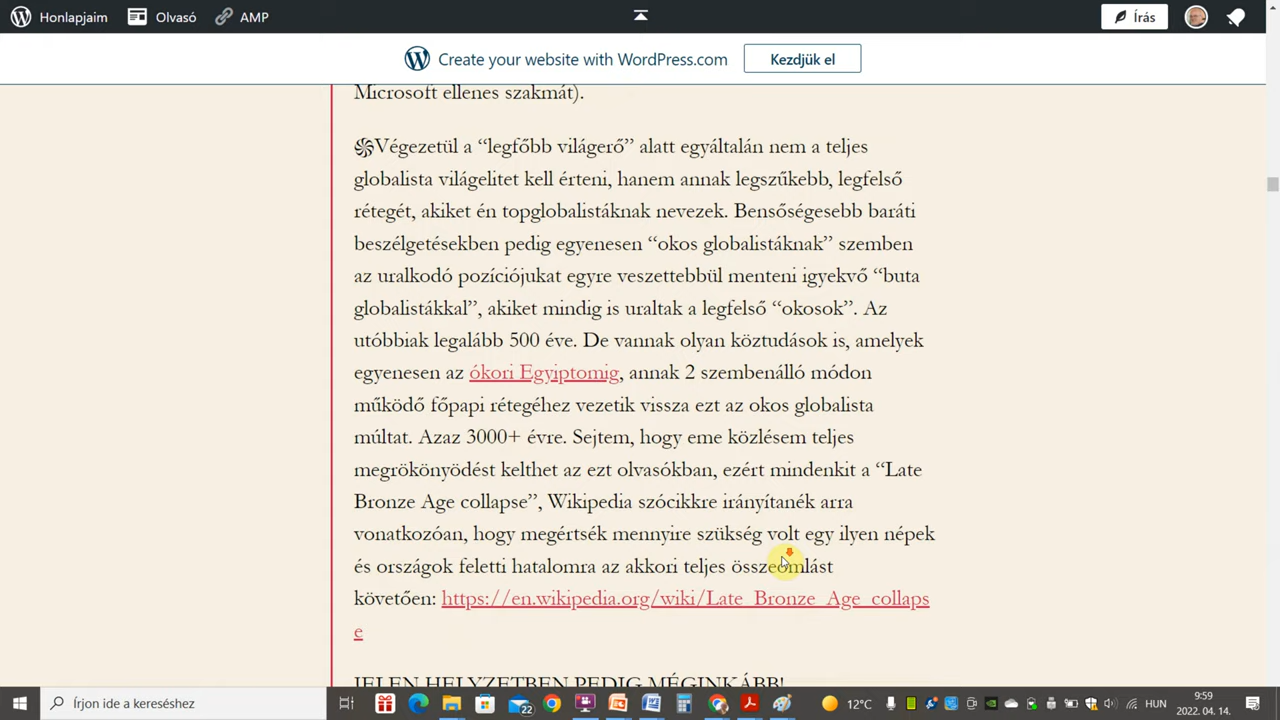 Honlapjaim
Olvasó
AMP
Írás
Create your website with WordPress.com
Kezdjük el
Microsoft ellenes szakmát).
֍Végezetül a “legfőbb világerő” alatt egyáltalán nem a teljes
globalista világelitet kell érteni, hanem annak legszűkebb, legfelső
rétegét, akiket én topglobalistáknak nevezek. Bensőségesebb baráti
beszélgetésekben pedig egyenesen “okos globalistáknak” szemben
az uralkodó pozíciójukat egyre veszettebbül menteni igyekvő “buta
globalistákkal”, akiket mindig is uraltak a legfelső “okosok”. Az
utóbbiak legalább 500 éve. De vannak olyan köztudások is, amelyek
egyenesen az ókori Egyiptomig, annak 2 szembenálló módon
működő főpapi rétegéhez vezetik vissza ezt az okos globalista
múltat. Azaz 3000+ évre. Sejtem, hogy eme közlésem teljes
megrökönyödést kelthet az ezt olvasókban, ezért mindenkit a “Late
Bronze Age collapse”, Wikipedia szócikkre irányítanék arra
vonatkozóan, hogy megértsék mennyire szükség volt egy ilyen népek
és országok feletti hatalomra az akkori teljes összeomlást
követően: https://en.wikipedia.org/wiki/Late_Bronze_Age_collaps
e
JELEN HELYZETBEN PEDIG MÉGINKÁBB!
Írjon ide a kereséshez
22
12°C
HUN
9:59
2022. 04. 14.